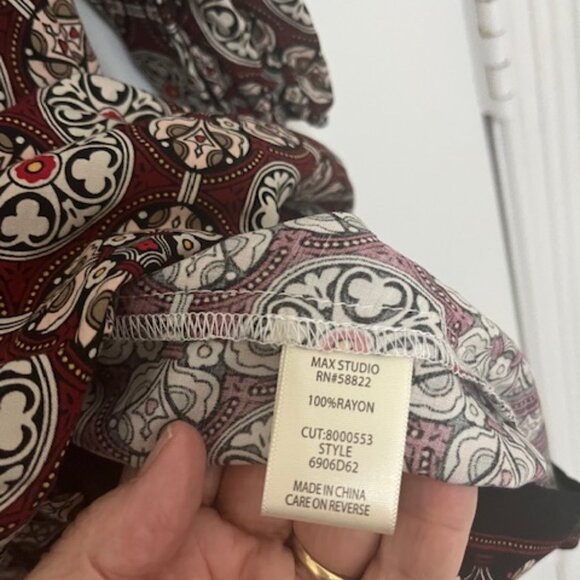 MAX STUDIO
RN#58822
100%RAYON
CUT:8000553
STYLE
6906D62
MADE IN CHINA
CARE ON REVERSE